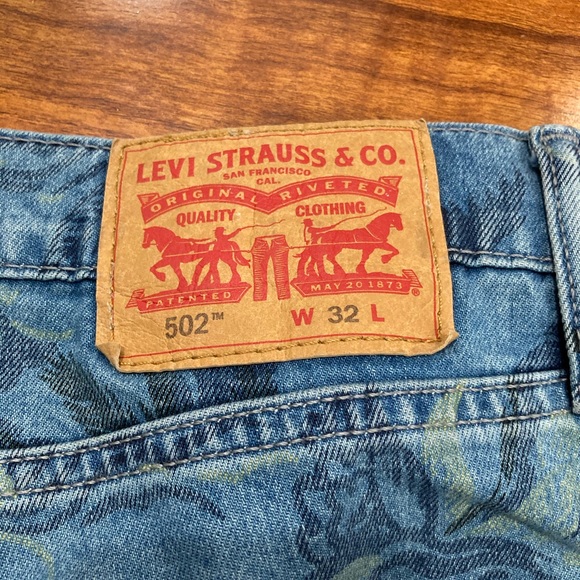 LEVI STRAUSS & CO.
SAN FRANCISCO
CAL.
ORIGINAL RIVETED
QUALITY CLOTHING
PATENTED MAY 20 1873 ®
502™ W 32 L